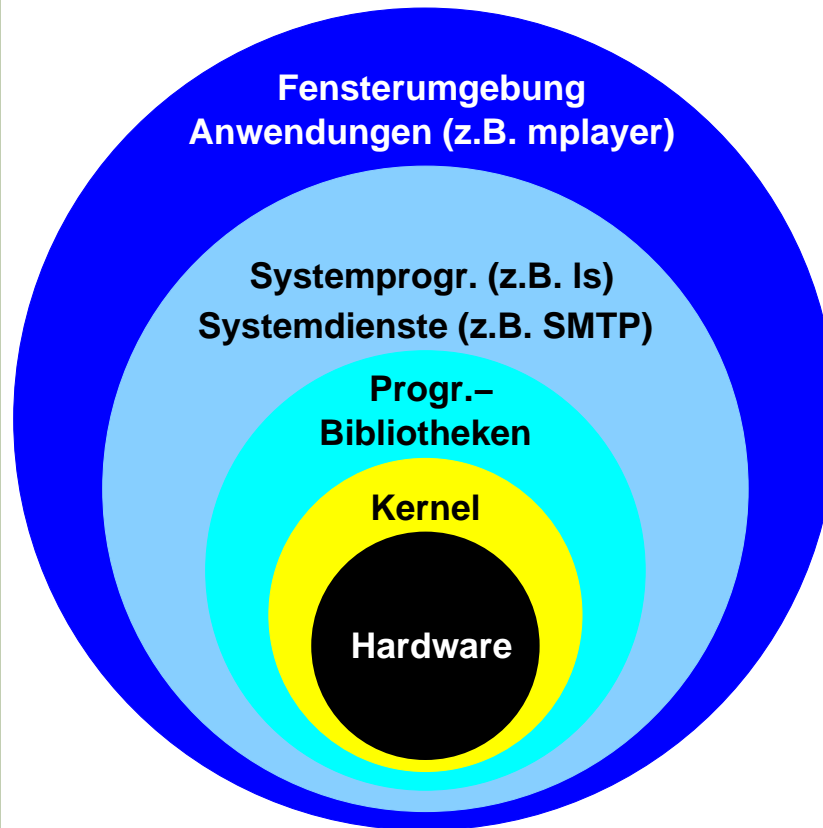 Fensterumgebung
Anwendungen (z.B. mplayer)
Systemprogr. (z.B. ls)
Systemdienste (z.B. SMTP)
Progr.–
Bibliotheken
Kernel
Hardware